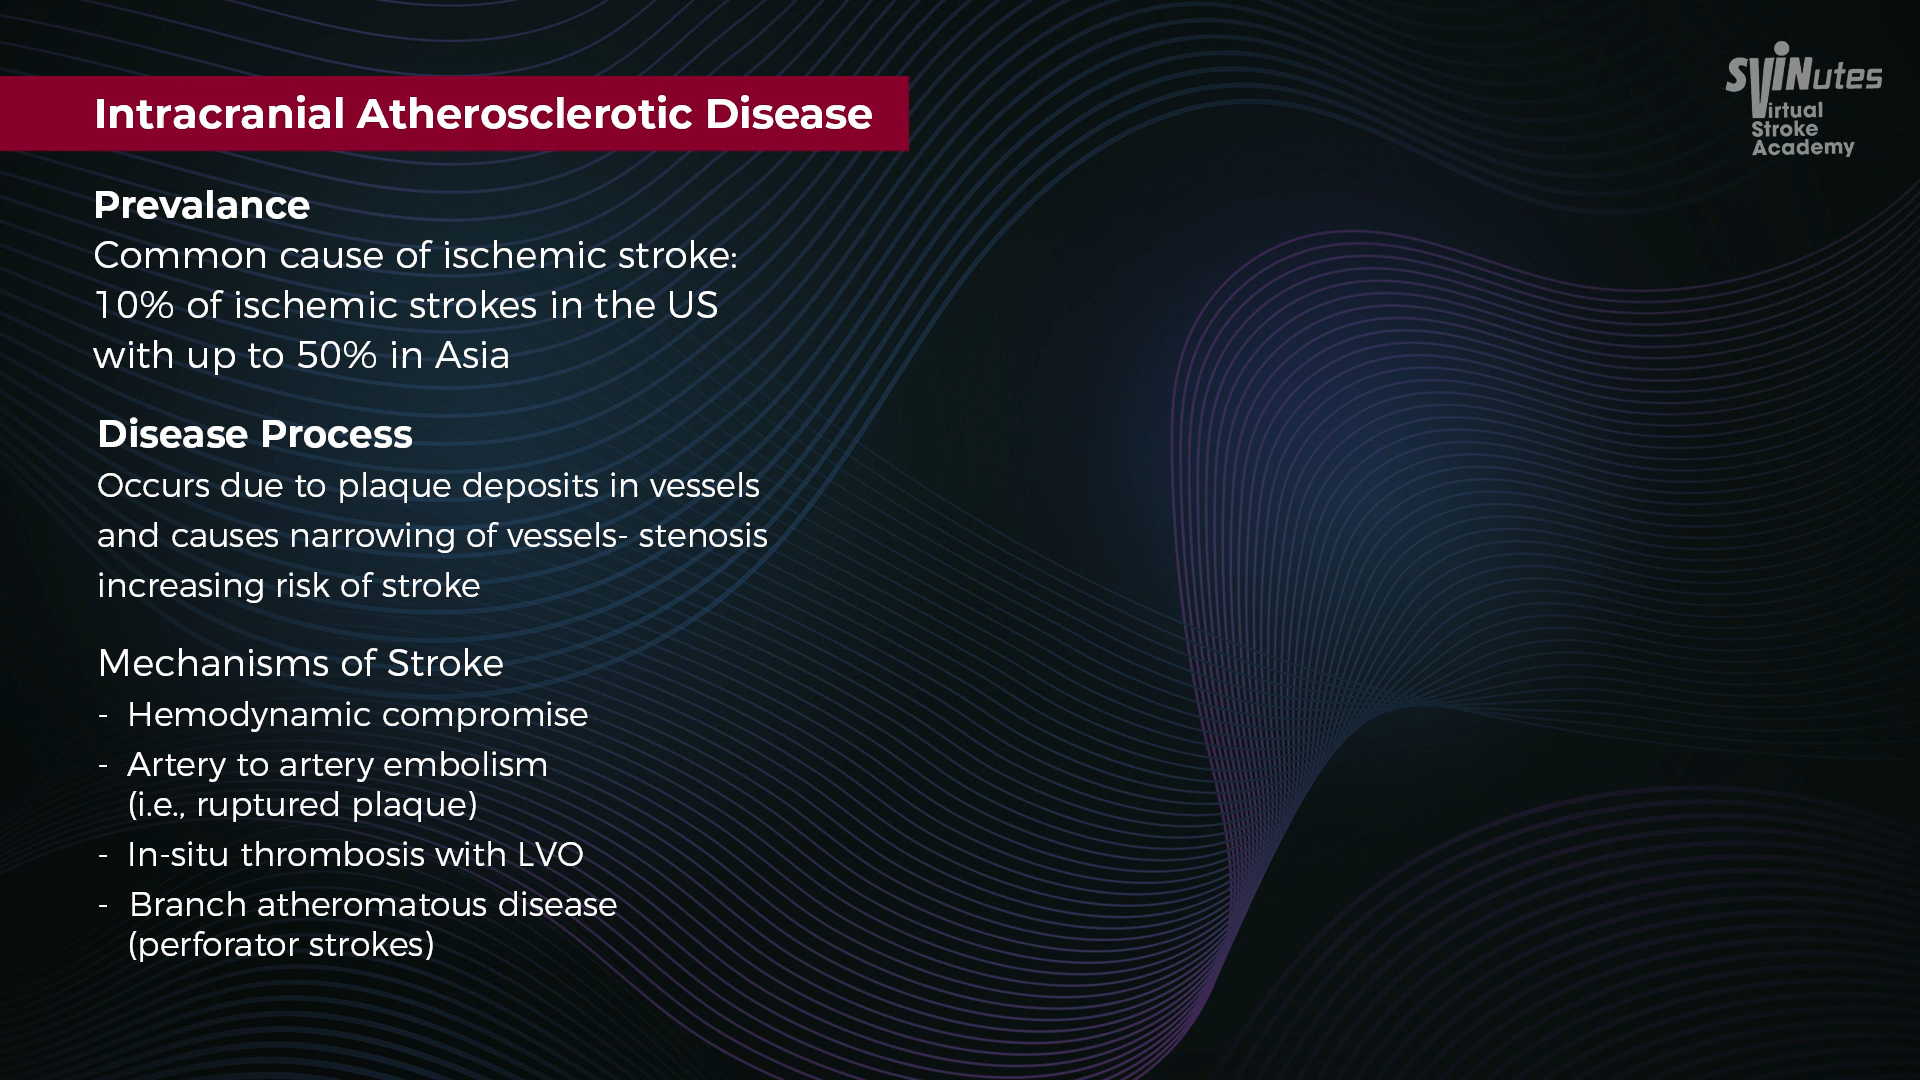 Intracranial Atherosclerotic Disease
SViNutes
Virtual
Stroke
Academy
Prevalance
Common cause of ischemic stroke:
10% of ischemic strokes in the US
with up to 50% in Asia
Disease Process
Occurs due to plaque deposits in vessels
and causes narrowing of vessels- stenosis
increasing risk of stroke
Mechanisms of Stroke
- Hemodynamic compromise
- Artery to artery embolism
(i.e., ruptured plaque)
- In-situ thrombosis with LVO
- Branch atheromatous disease
(perforator strokes)